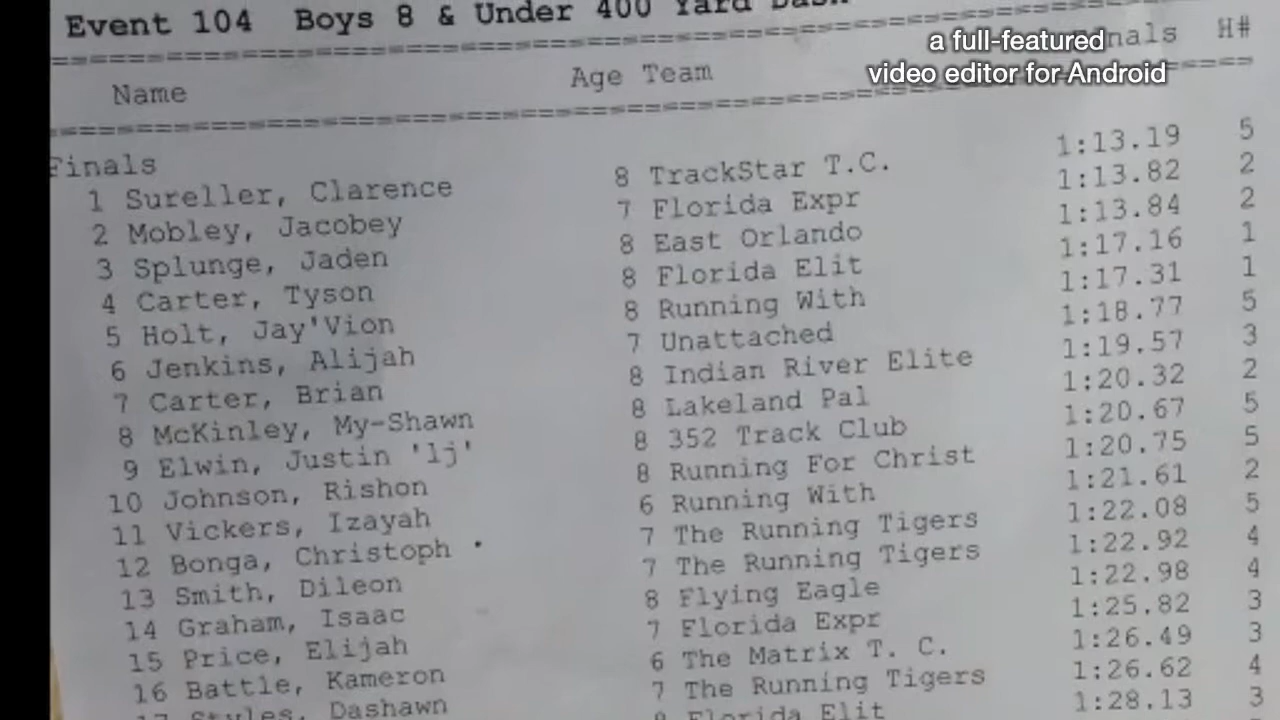 Event 104 Boys 8 & Under 400 Yard Dash
a full-featured
video editor for Android
Name Age Team Finals H#
Finals
1 Sureller, Clarence 8 TrackStar T.C. 1:13.19 5
2 Mobley, Jacobey 7 Florida Expr 1:13.82 2
3 Splunge, Jaden 8 East Orlando 1:13.84 2
4 Carter, Tyson 8 Florida Elit 1:17.16 1
5 Holt, Jay'Vion 8 Running With 1:17.31 1
6 Jenkins, Alijah 7 Unattached 1:18.77 5
7 Carter, Brian 8 Indian River Elite 1:19.57 3
8 McKinley, My-Shawn 8 Lakeland Pal 1:20.32 2
9 Elwin, Justin 'lj' 8 352 Track Club 1:20.67 5
10 Johnson, Rishon 8 Running For Christ 1:20.75 5
11 Vickers, Izayah 6 Running With 1:21.61 2
12 Bonga, Christoph 7 The Running Tigers 1:22.08 5
13 Smith, Dileon 7 The Running Tigers 1:22.92 4
14 Graham, Isaac 8 Flying Eagle 1:22.98 4
15 Price, Elijah 7 Florida Expr 1:25.82 3
16 Battle, Kameron 6 The Matrix T. C. 1:26.49 3
17 Styles, Dashawn 7 The Running Tigers 1:26.62 4
8 Florida Elit 1:28.13 3